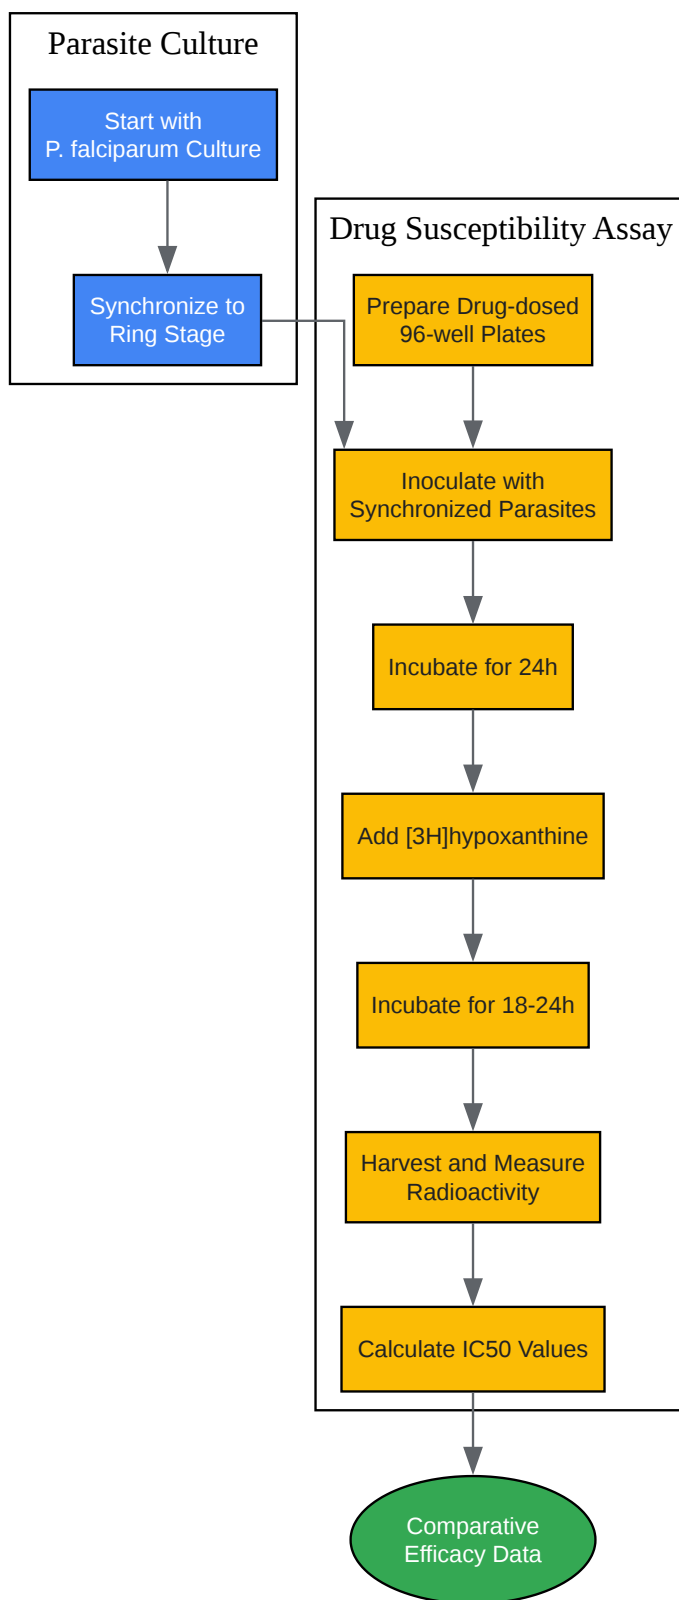 Parasite Culture
Start with
P. falciparum Culture
Synchronize to
Ring Stage
Drug Susceptibility Assay
Prepare Drug-dosed
96-well Plates
Inoculate with
Synchronized Parasites
Incubate for 24h
Add [3H]hypoxanthine
Incubate for 18-24h
Harvest and Measure
Radioactivity
Calculate IC50 Values
Comparative
Efficacy Data